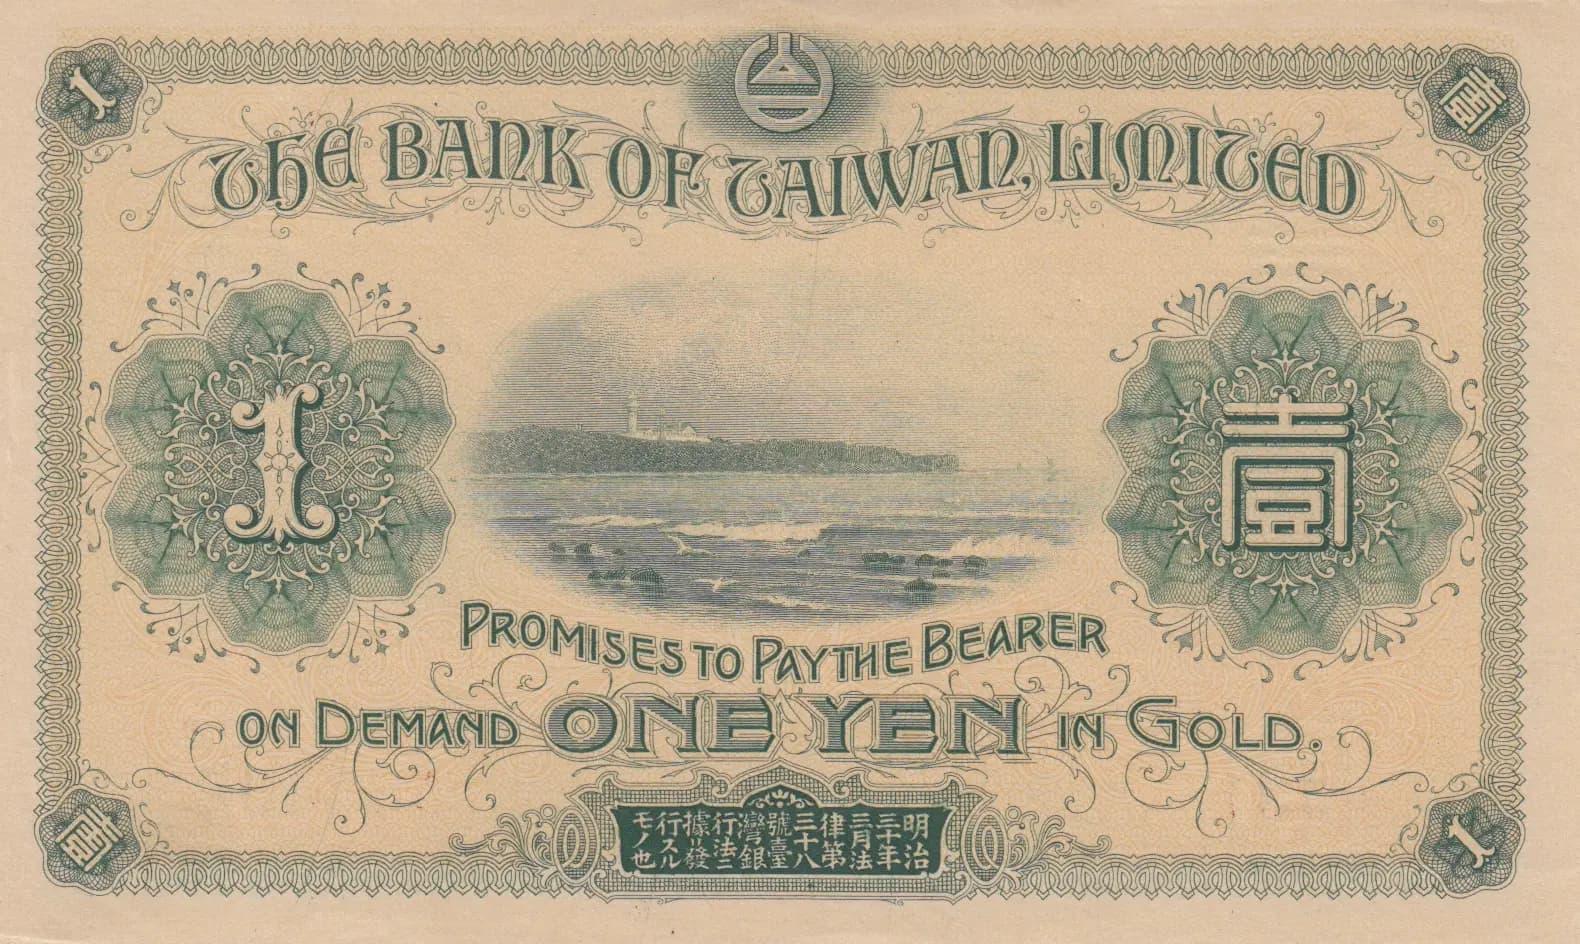 1
壹
THE BANK OF TAIWAN, LIMITED
1
壹
PROMISES TO PAY THE BEARER
ON DEMAND ONE YEN IN GOLD.
明治
三十年
三月法
律第
三十八
號臺
灣銀
行法ニ
據リ發
行スル
モノ也
壹
1